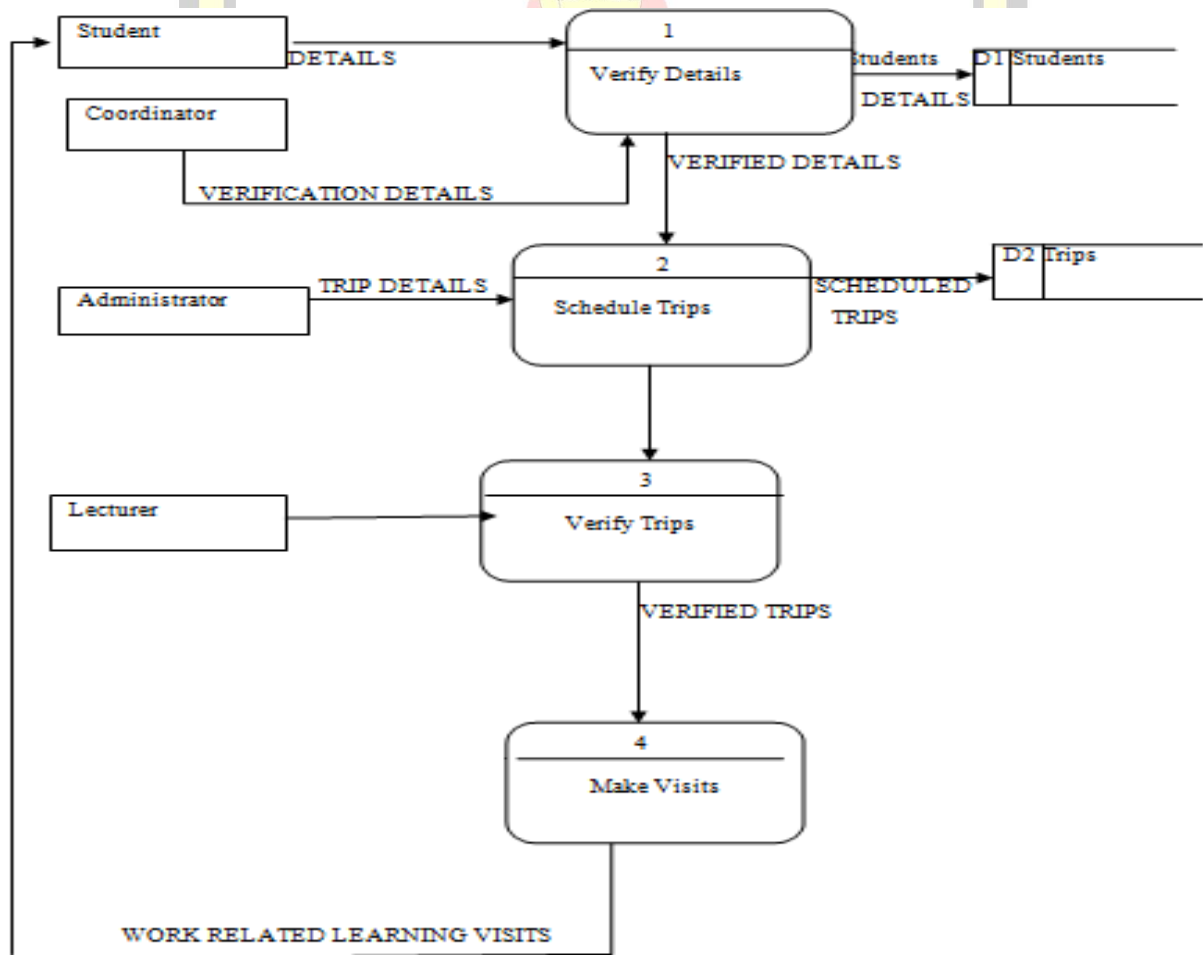 Student
DETAILS
1
Verify Details
Students
DETAILS
D1 Students
Coordinator
VERIFICATION DETAILS
VERIFIED DETAILS
2
Schedule Trips
Administrator
TRIP DETAILS
SCHEDULED
TRIPS
D2 Trips
3
Verify Trips
Lecturer
VERIFIED TRIPS
4
Make Visits
WORK RELATED LEARNING VISITS